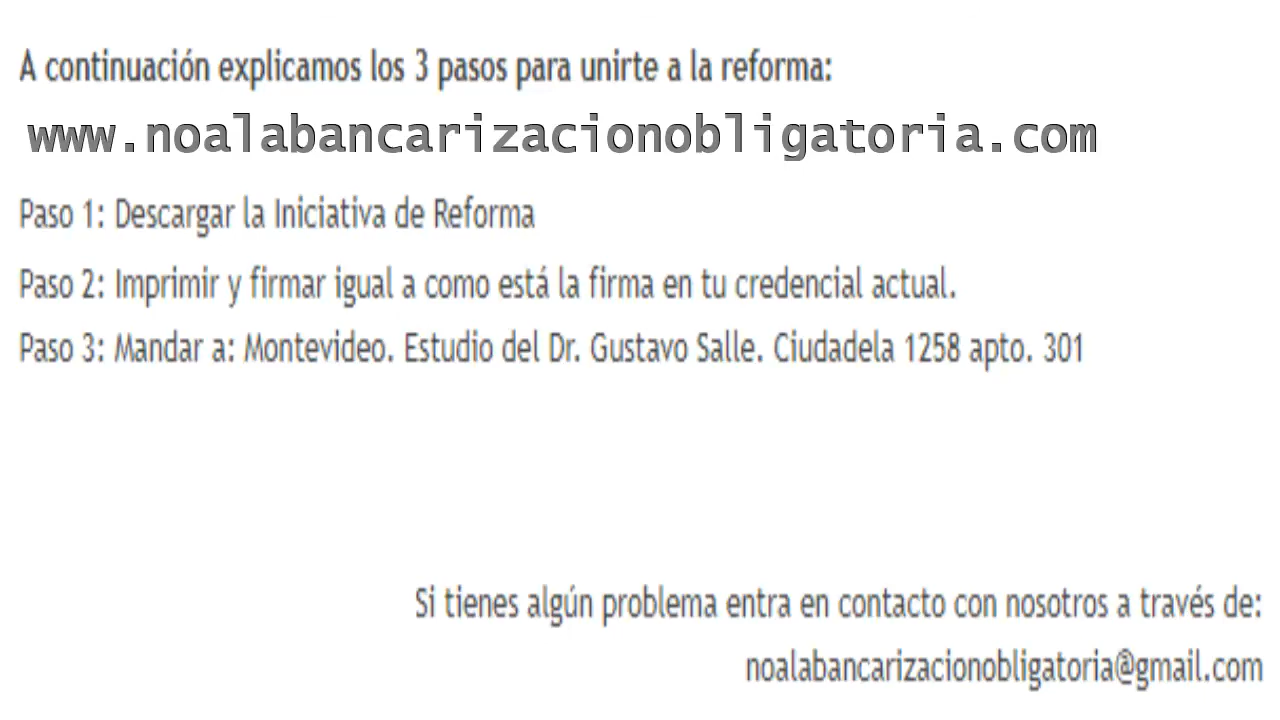 A continuación explicamos los 3 pasos para unirte a la reforma:
www.noalabancarizacionobligatoria.com
Paso 1: Descargar la Iniciativa de Reforma
Paso 2: Imprimir y firmar igual a como está la firma en tu credencial actual.
Paso 3: Mandar a: Montevideo. Estudio del Dr. Gustavo Salle. Ciudadela 1258 apto. 301
Si tienes algún problema entra en contacto con nosotros a través de:
noalabancarizacionobligatoria@gmail.com